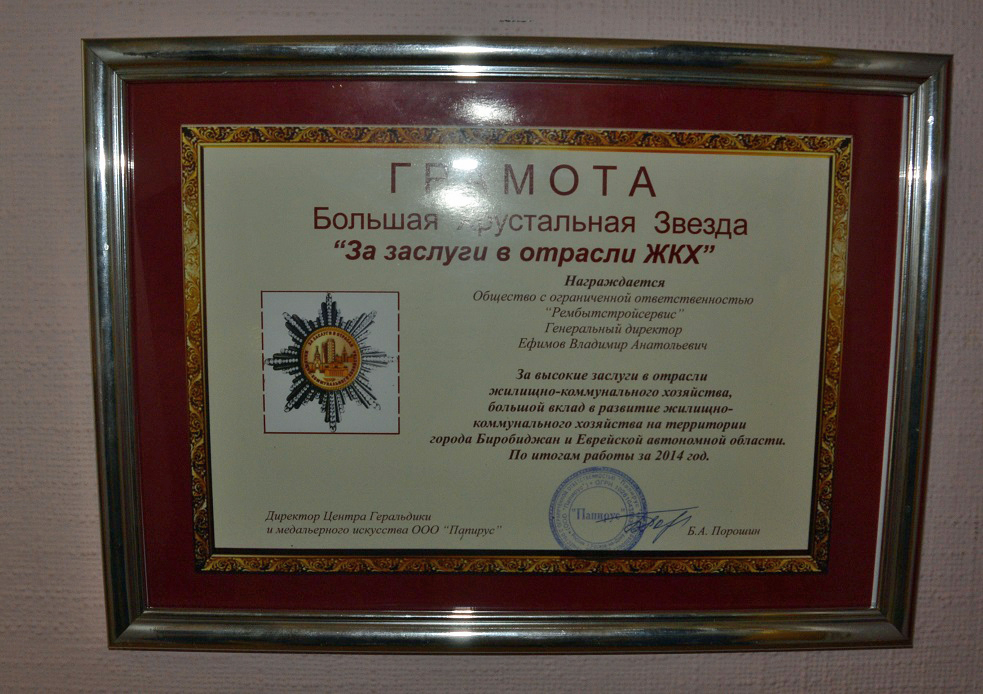 ГРАМОТА
Большая Хрустальная Звезда
“За заслуги в отрасли ЖКХ”
Награждается
Общество с ограниченной ответственностью
“Рембытстройсервис”
Генеральный директор
Ефимов Владимир Анатольевич
За высокие заслуги в отрасли
жилищно-коммунального хозяйства,
большой вклад в развитие жилищно-
коммунального хозяйства на территории
города Биробиджан и Еврейской автономной области.
По итогам работы за 2014 год.
Директор Центра Геральдики
и медальерного искусства ООО “Папирус”
"Папирус
Б.А. Порошин